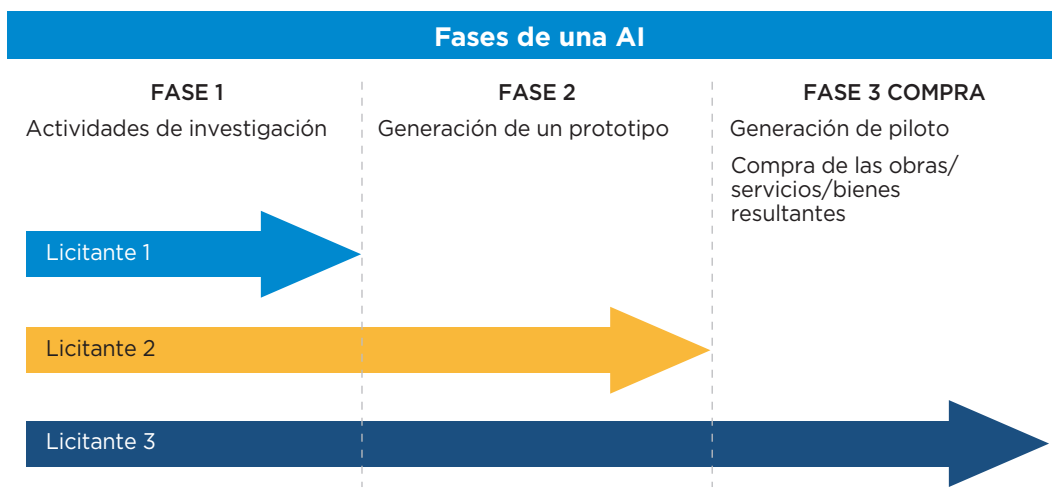 Fases de una AI
FASE 1
Actividades de investigación
FASE 2
Generación de un prototipo
FASE 3 COMPRA
Generación de piloto
Compra de las obras/
servicios/bienes
resultantes
Licitante 1
Licitante 2
Licitante 3